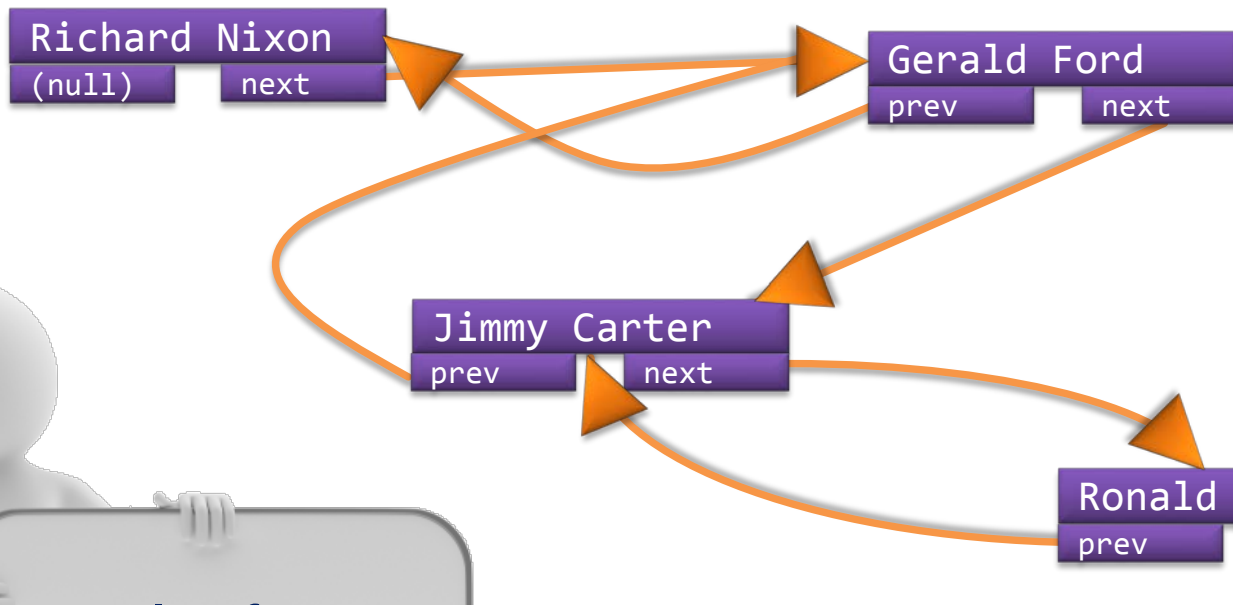 Richard Nixon
(null) next
Gerald Ford
prev next
Jimmy Carter
prev next
Ronald
prev